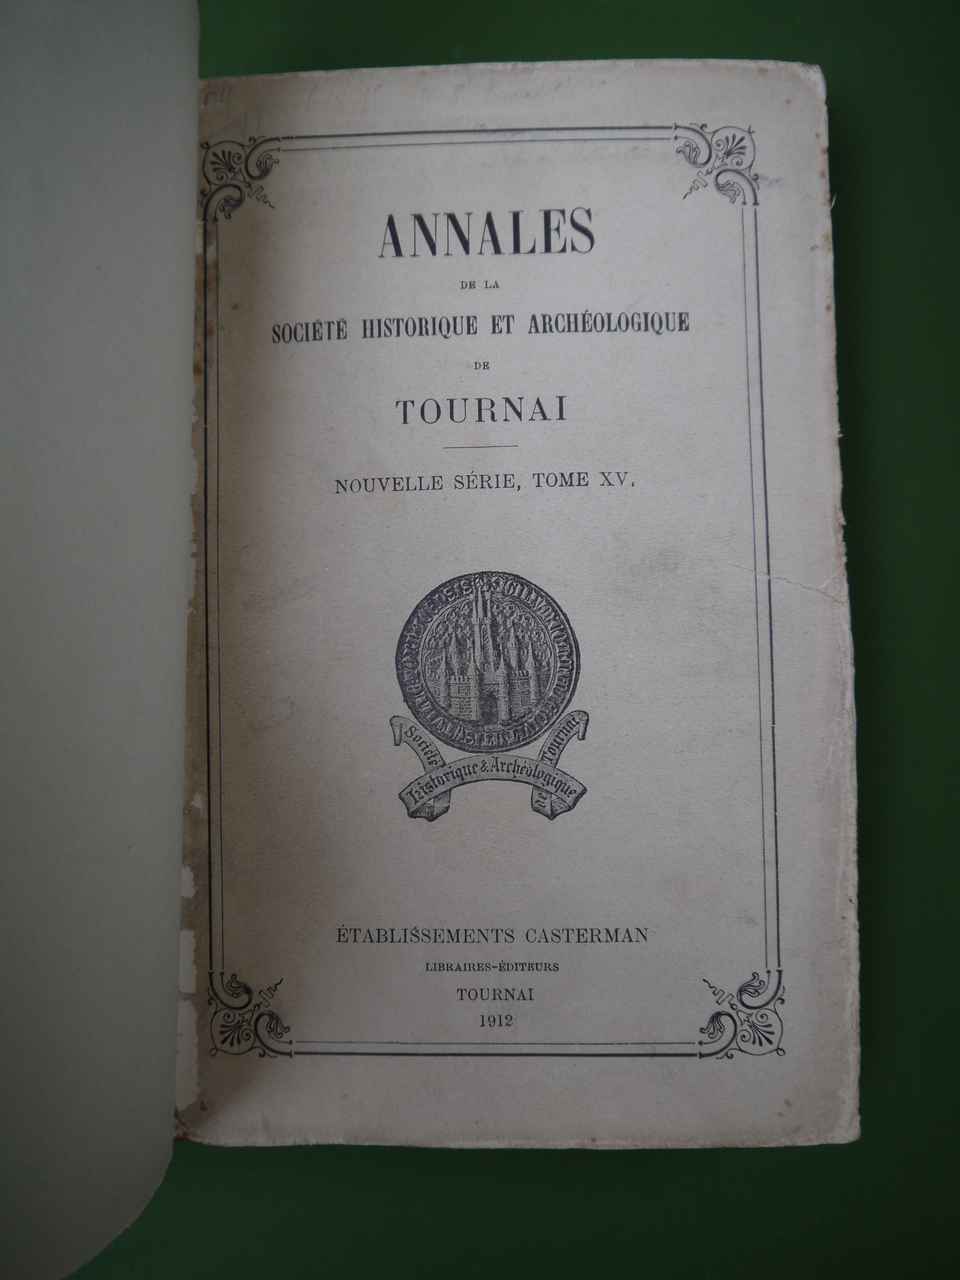 ANNALES
DE LA
SOCIÉTÉ HISTORIQUE ET ARCHÉOLOGIQUE
DE
TOURNAI
NOUVELLE SÉRIE, TOME XV.
Société
Historique & Archéologique
de Tournai
ÉTABLISSEMENTS CASTERMAN
LIBRAIRES-ÉDITEURS
TOURNAI
1912